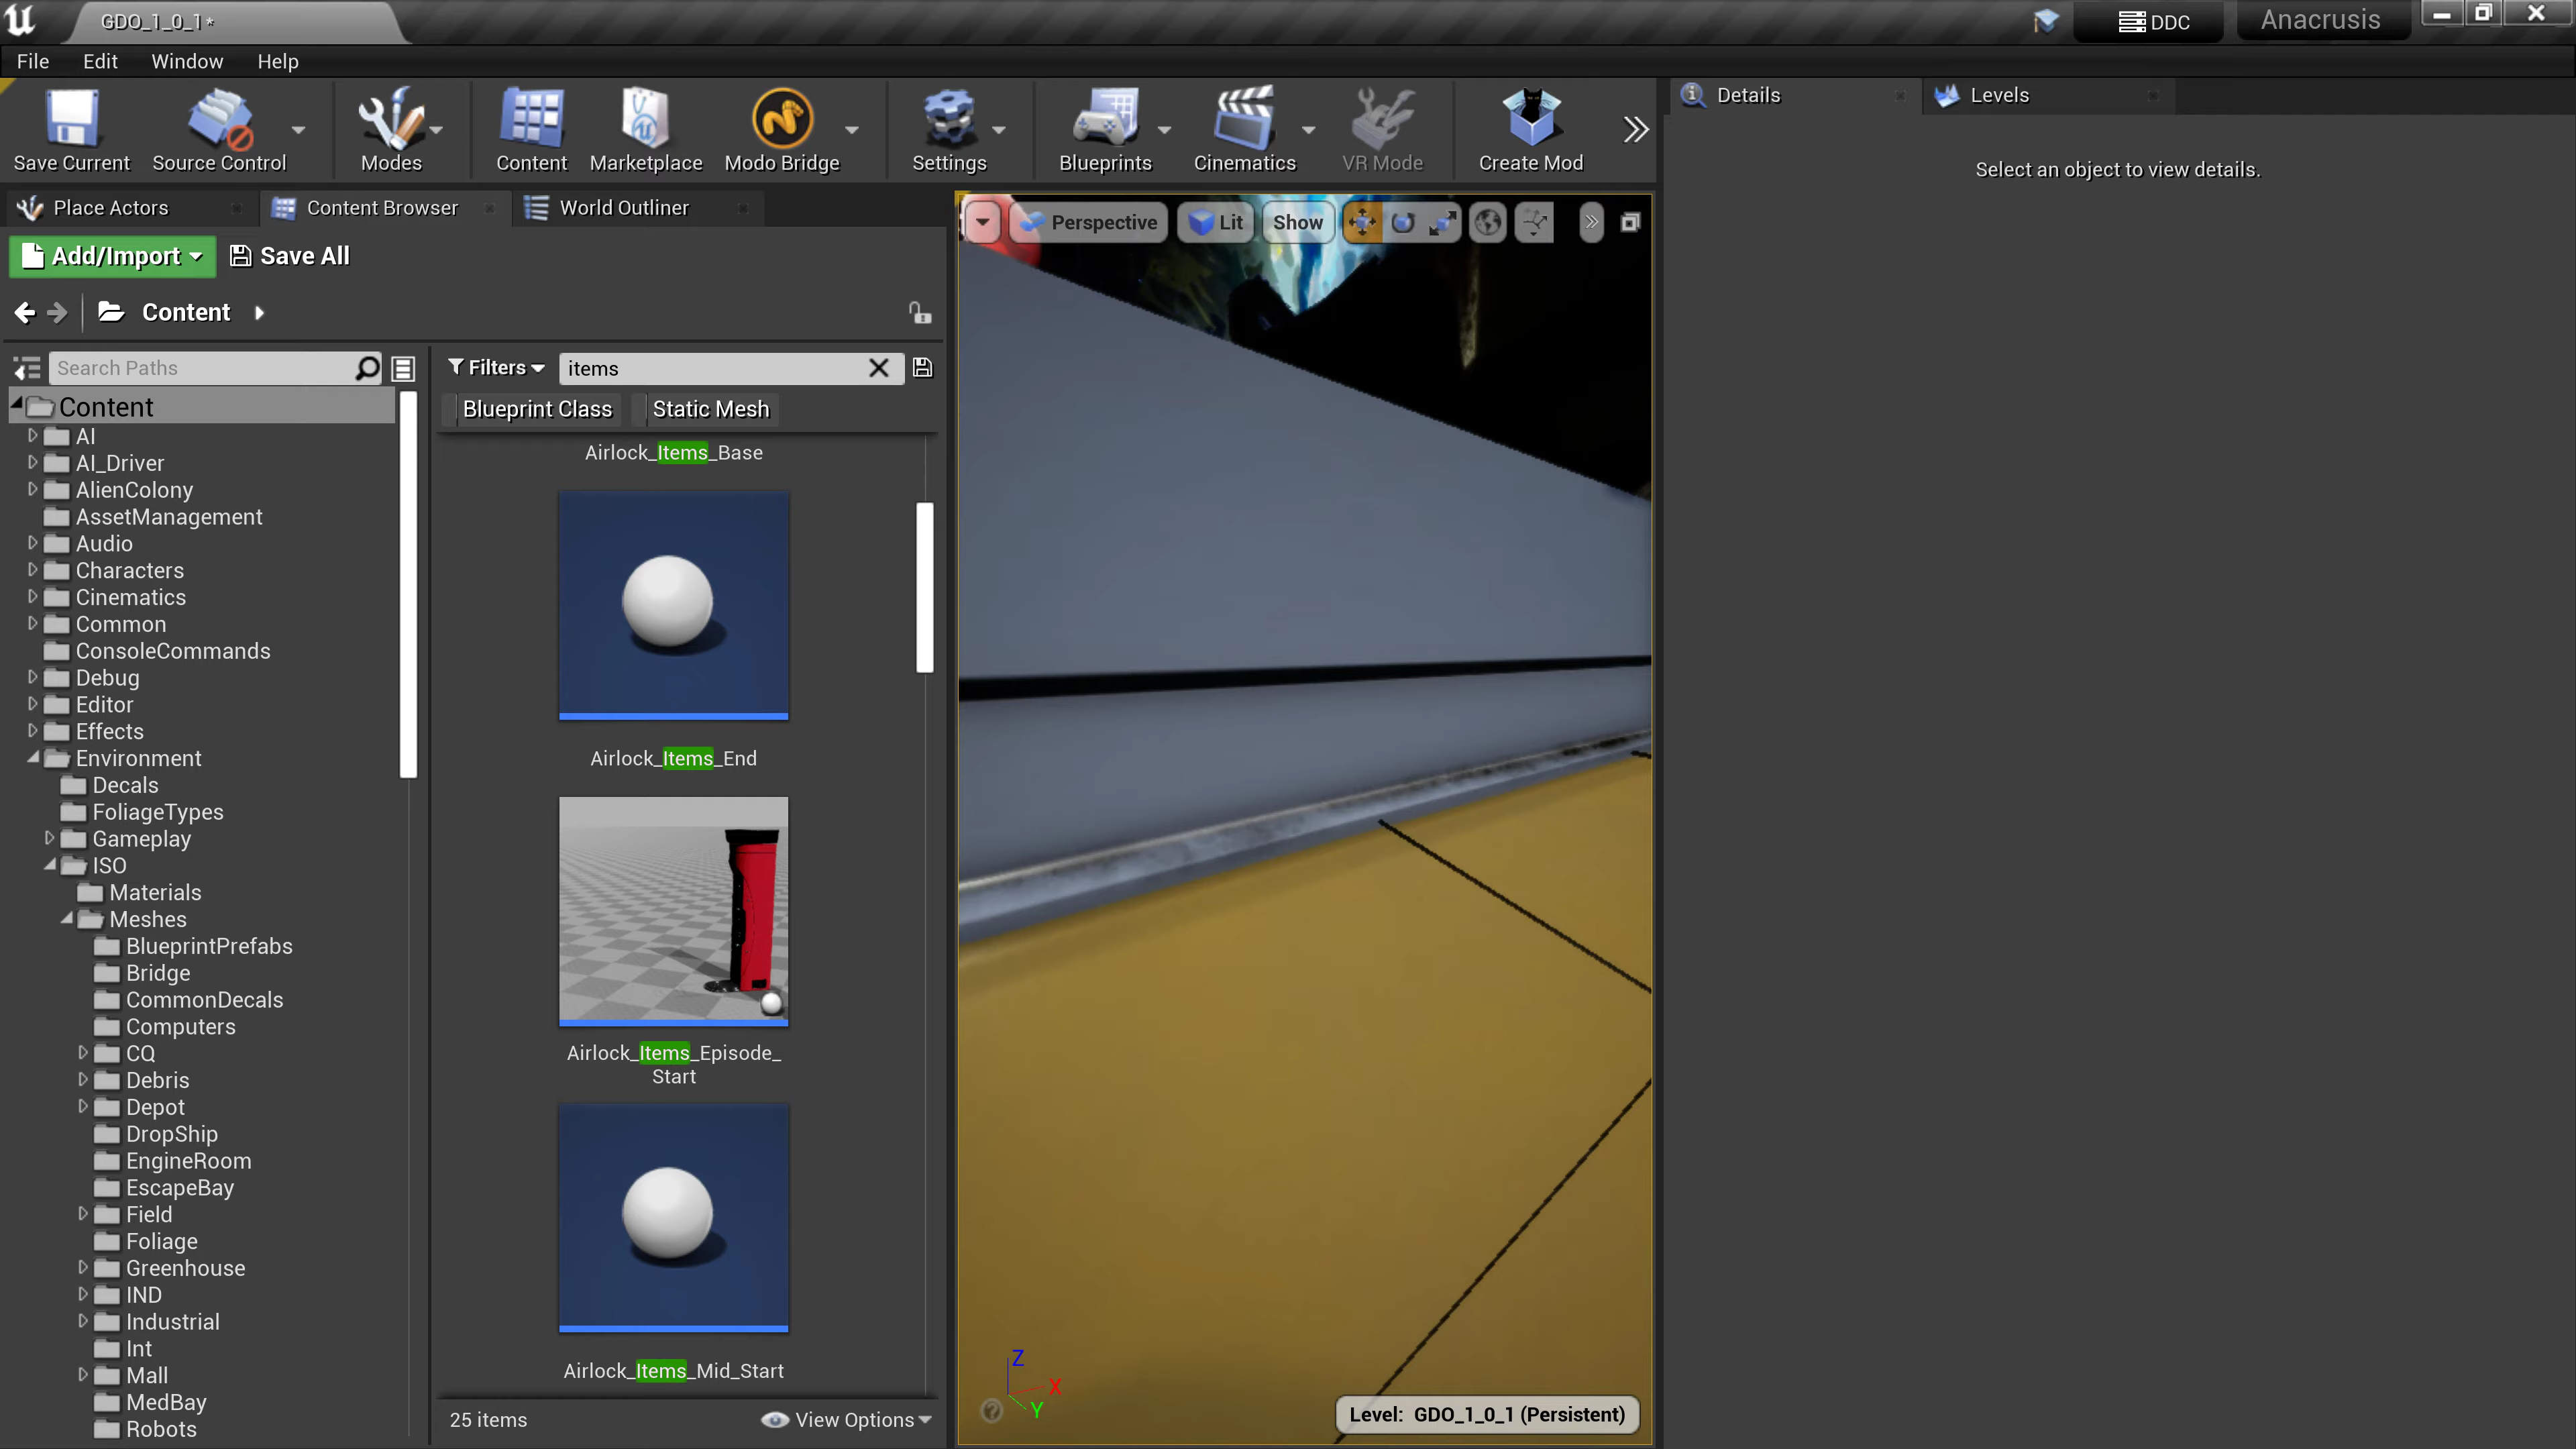 GDO_1_0_1*
DDC
Anacrusis
File Edit Window Help
Save Current
Source Control
Modes
Content
Marketplace
Modo Bridge
Settings
Blueprints
Cinematics
VR Mode
Create Mod
Details
Levels
Select an object to view details.
Place Actors
Content Browser
World Outliner
Add/Import
Save All
Content
Search Paths
Content
AI
AI_Driver
AlienColony
AssetManagement
Audio
Characters
Cinematics
Common
ConsoleCommands
Debug
Editor
Effects
Environment
Decals
FoliageTypes
Gameplay
ISO
Materials
Meshes
BlueprintPrefabs
Bridge
CommonDecals
Computers
CQ
Debris
Depot
DropShip
EngineRoom
EscapeBay
Field
Foliage
Greenhouse
IND
Industrial
Int
Mall
MedBay
Robots
Filters
items
Blueprint Class
Static Mesh
Airlock_Items_Base
Airlock_Items_End
Airlock_Items_Episode_
Start
Airlock_Items_Mid_Start
25 items
View Options
Perspective
Lit
Show
Z
X
Y
Level: GDO_1_0_1 (Persistent)